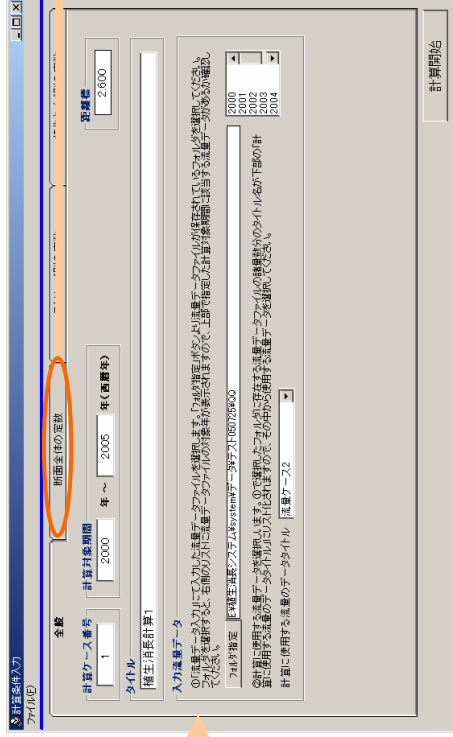 計算条件入力
ファイル(E)
全般
断面全体の定数
計算ケース番号
1
計算対象期間
2000 年 ～ 2005 年(西暦年)
距離標
2.600
タイトル
植生消長計算1
入力流量データ
①「流量データ入力」にて入力した流量データファイルを選択します。「フォルダ指定」ボタンより流量データファイルが保存されているフォルダを選択してください。
フォルダを選択すると、右側のリストに流量データファイルの対象年が表示されますので、上部で指定した計算対象期間に該当する流量データがあるか確認し
てください。
フォルダ指定 E:¥植生消長システム¥system¥データ¥テスト050725¥QQ
2000
2001
2002
2003
2004
②計算に使用する流量データを選択します。①で選択したフォルダに存在する流量データファイルの諸量数分のタイトル名が下部の「計
算に使用する流量のデータタイトル」にリスト化されますので、その中から使用する流量データを選択してください。
計算に使用する流量のデータタイトル 流量ケース2
計算開始